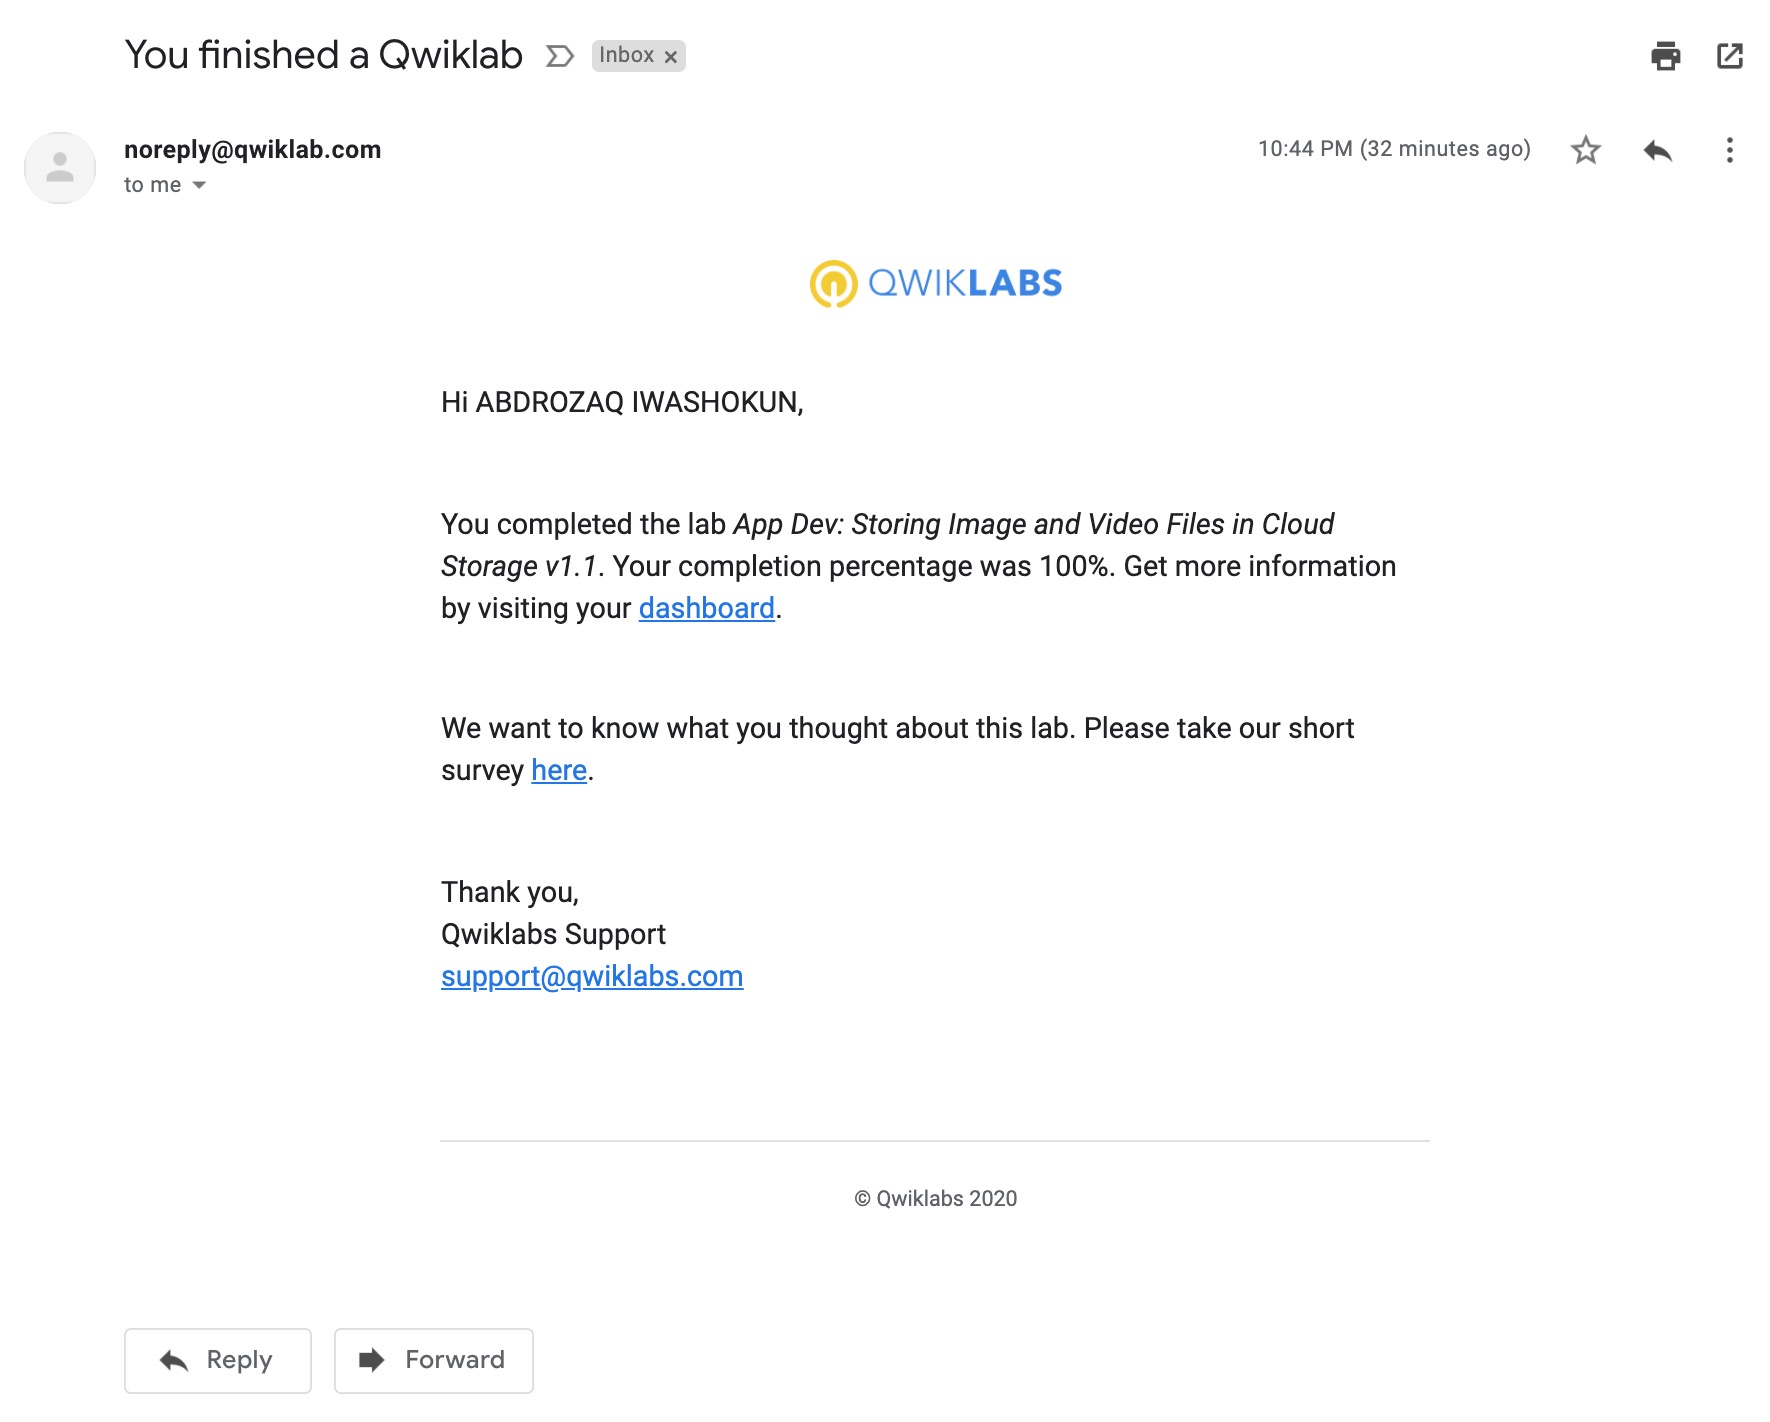 You finished a Qwiklab
Inbox x
noreply@qwiklab.com
10:44 PM (32 minutes ago)
to me
QWIKLABS
Hi ABDROZAQ IWASHOKUN,
You completed the lab App Dev: Storing Image and Video Files in Cloud
Storage v1.1. Your completion percentage was 100%. Get more information
by visiting your dashboard.
We want to know what you thought about this lab. Please take our short
survey here.
Thank you,
Qwiklabs Support
support@qwiklabs.com
© Qwiklabs 2020
Reply
Forward